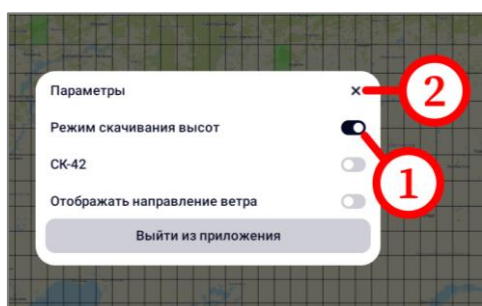 Параметры
×
2
Режим скачивания высот
СК-42
1
Отображать направление ветра
Выйти из приложения